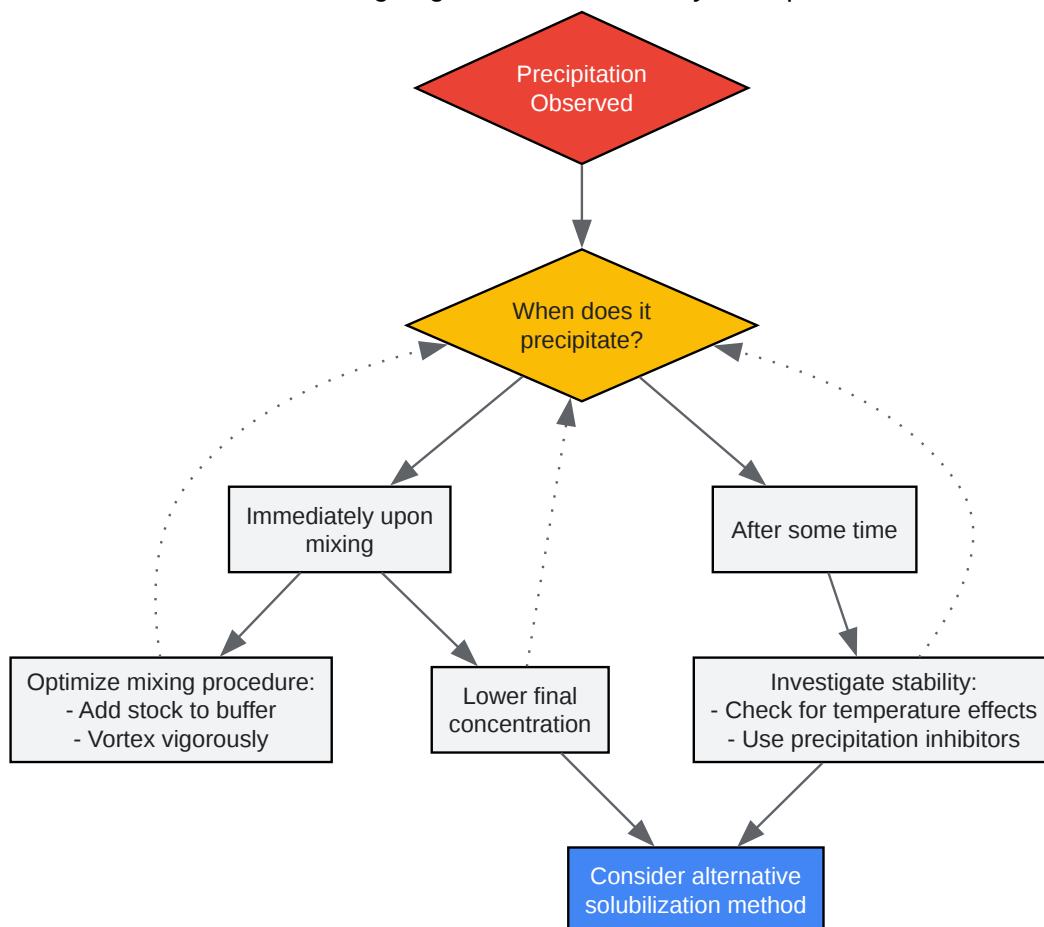 Precipitation
Observed
When does it
precipitate?
Immediately upon
mixing
After some time
Optimize mixing procedure:
- Add stock to buffer
- Vortex vigorously
Lower final
concentration
Investigate stability:
- Check for temperature effects
- Use precipitation inhibitors
Consider alternative
solubilization method